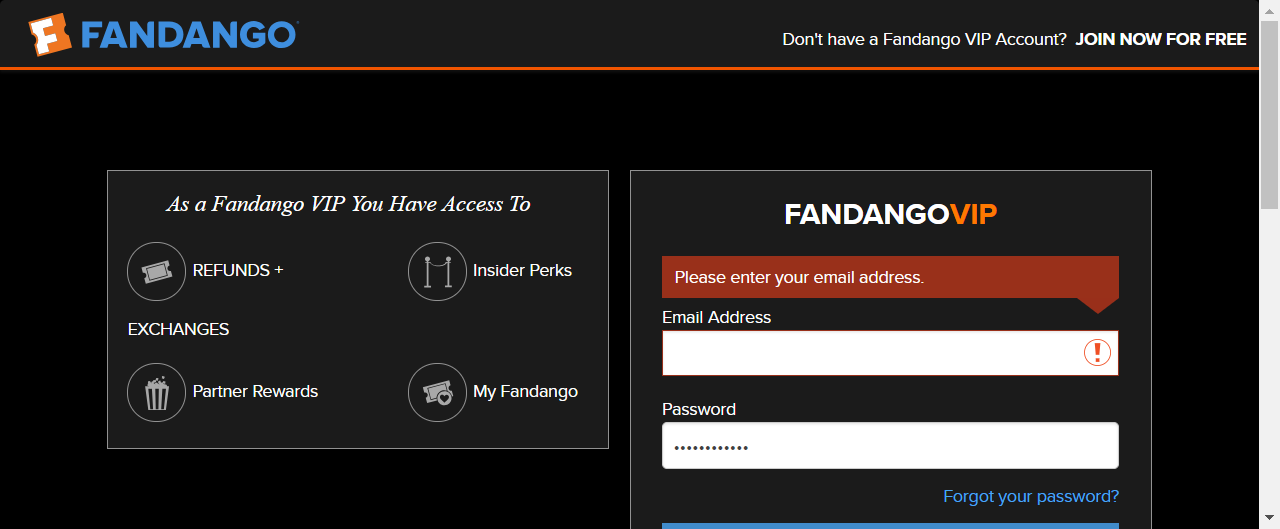 FANDANGO
Don't have a Fandango VIP Account? JOIN NOW FOR FREE
As a Fandango VIP You Have Access To
REFUNDS +
Insider Perks
EXCHANGES
Partner Rewards
My Fandango
FANDANGOVIP
Please enter your email address.
Email Address
!
Password
••••••••••••
Forgot your password?